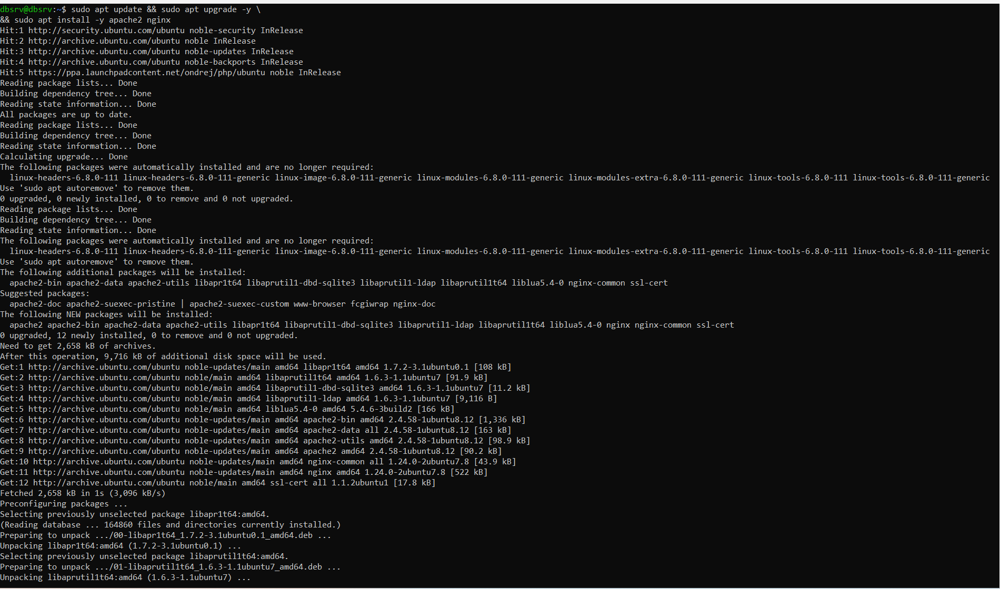 dbsrv@dbsrv:~$ sudo apt update && sudo apt upgrade -y \
&& sudo apt install -y apache2 nginx
Hit:1 http://security.ubuntu.com/ubuntu noble-security InRelease
Hit:2 http://archive.ubuntu.com/ubuntu noble InRelease
Hit:3 http://archive.ubuntu.com/ubuntu noble-updates InRelease
Hit:4 http://archive.ubuntu.com/ubuntu noble-backports InRelease
Hit:5 https://ppa.launchpadcontent.net/ondrej/php/ubuntu noble InRelease
Reading package lists... Done
Building dependency tree... Done
Reading state information... Done
All packages are up to date.
Reading package lists... Done
Building dependency tree... Done
Reading state information... Done
Calculating upgrade... Done
The following packages were automatically installed and are no longer required:
  linux-headers-6.8.0-111 linux-headers-6.8.0-111-generic linux-image-6.8.0-111-generic linux-modules-6.8.0-111-generic linux-modules-extra-6.8.0-111-generic linux-tools-6.8.0-111 linux-tools-6.8.0-111-generic
Use 'sudo apt autoremove' to remove them.
0 upgraded, 0 newly installed, 0 to remove and 0 not upgraded.
Reading package lists... Done
Building dependency tree... Done
Reading state information... Done
The following packages were automatically installed and are no longer required:
  linux-headers-6.8.0-111 linux-headers-6.8.0-111-generic linux-image-6.8.0-111-generic linux-modules-6.8.0-111-generic linux-modules-extra-6.8.0-111-generic linux-tools-6.8.0-111 linux-tools-6.8.0-111-generic
Use 'sudo apt autoremove' to remove them.
The following additional packages will be installed:
  apache2-bin apache2-data apache2-utils libapr1t64 libaprutil1-dbd-sqlite3 libaprutil1-ldap libaprutil1t64 liblua5.4-0 nginx-common ssl-cert
Suggested packages:
  apache2-doc apache2-suexec-pristine | apache2-suexec-custom www-browser fcgiwrap nginx-doc
The following NEW packages will be installed:
  apache2 apache2-bin apache2-data apache2-utils libapr1t64 libaprutil1-dbd-sqlite3 libaprutil1-ldap libaprutil1t64 liblua5.4-0 nginx nginx-common ssl-cert
0 upgraded, 12 newly installed, 0 to remove and 0 not upgraded.
Need to get 2,658 kB of archives.
After this operation, 9,716 kB of additional disk space will be used.
Get:1 http://archive.ubuntu.com/ubuntu noble-updates/main amd64 libapr1t64 amd64 1.7.2-3.1ubuntu0.1 [108 kB]
Get:2 http://archive.ubuntu.com/ubuntu noble/main amd64 libaprutil1t64 amd64 1.6.3-1.1ubuntu7 [91.9 kB]
Get:3 http://archive.ubuntu.com/ubuntu noble/main amd64 libaprutil1-dbd-sqlite3 amd64 1.6.3-1.1ubuntu7 [11.2 kB]
Get:4 http://archive.ubuntu.com/ubuntu noble/main amd64 libaprutil1-ldap amd64 1.6.3-1.1ubuntu7 [9,116 B]
Get:5 http://archive.ubuntu.com/ubuntu noble/main amd64 liblua5.4-0 amd64 5.4.6-3build2 [166 kB]
Get:6 http://archive.ubuntu.com/ubuntu noble-updates/main amd64 apache2-bin amd64 2.4.58-1ubuntu8.12 [1,336 kB]
Get:7 http://archive.ubuntu.com/ubuntu noble-updates/main amd64 apache2-data all 2.4.58-1ubuntu8.12 [163 kB]
Get:8 http://archive.ubuntu.com/ubuntu noble-updates/main amd64 apache2-utils amd64 2.4.58-1ubuntu8.12 [98.9 kB]
Get:9 http://archive.ubuntu.com/ubuntu noble-updates/main amd64 apache2 amd64 2.4.58-1ubuntu8.12 [90.2 kB]
Get:10 http://archive.ubuntu.com/ubuntu noble-updates/main amd64 nginx-common all 1.24.0-2ubuntu7.8 [43.9 kB]
Get:11 http://archive.ubuntu.com/ubuntu noble-updates/main amd64 nginx amd64 1.24.0-2ubuntu7.8 [522 kB]
Get:12 http://archive.ubuntu.com/ubuntu noble/main amd64 ssl-cert all 1.1.2ubuntu1 [17.8 kB]
Fetched 2,658 kB in 1s (3,096 kB/s)
Preconfiguring packages ...
Selecting previously unselected package libapr1t64:amd64.
(Reading database ... 164860 files and directories currently installed.)
Preparing to unpack .../00-libapr1t64_1.7.2-3.1ubuntu0.1_amd64.deb ...
Unpacking libapr1t64:amd64 (1.7.2-3.1ubuntu0.1) ...
Selecting previously unselected package libaprutil1t64:amd64.
Preparing to unpack .../01-libaprutil1t64_1.6.3-1.1ubuntu7_amd64.deb ...
Unpacking libaprutil1t64:amd64 (1.6.3-1.1ubuntu7) ...